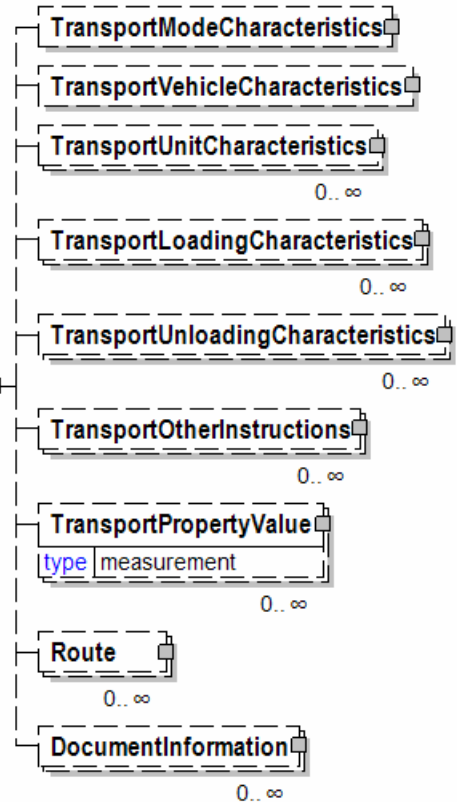 TransportModeCharacteristics
TransportVehicleCharacteristics
TransportUnitCharacteristics
0.. ∞
TransportLoadingCharacteristics
0.. ∞
TransportUnloadingCharacteristics
0.. ∞
TransportOtherInstructions
0.. ∞
TransportPropertyValue
type measurement
0.. ∞
Route
0.. ∞
DocumentInformation
0.. ∞